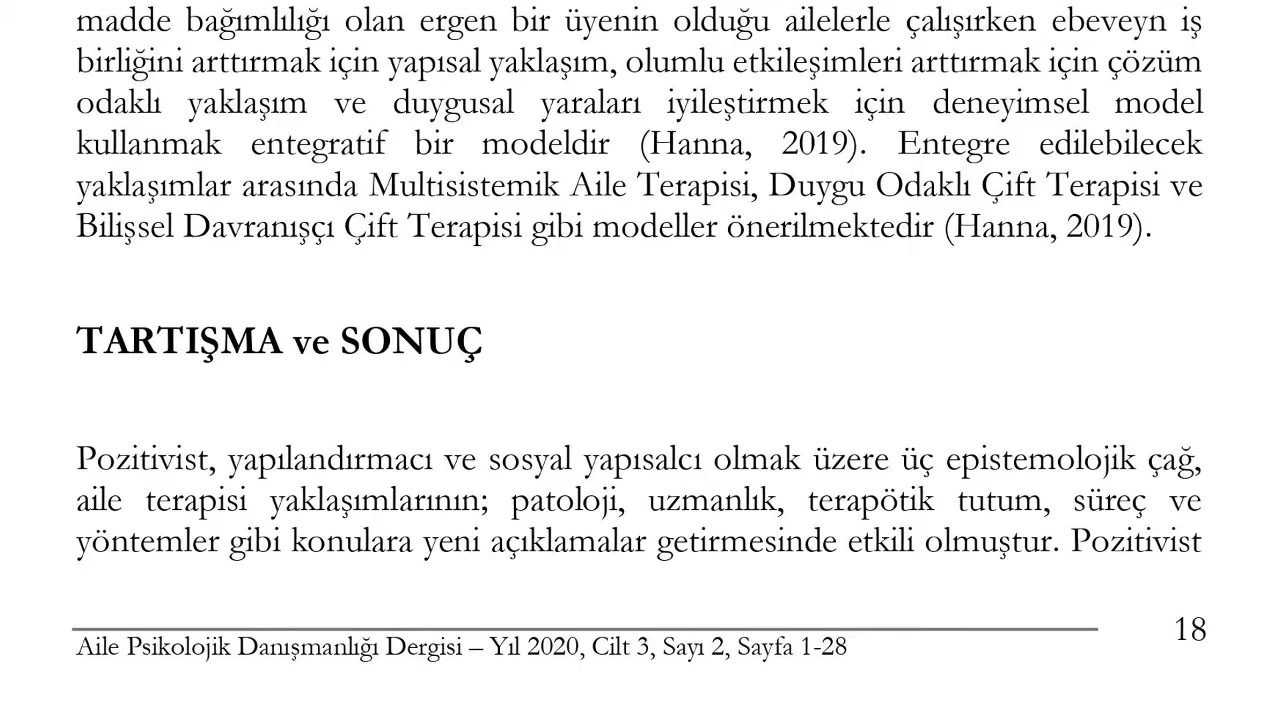 madde bağımlılığı olan ergen bir üyenin olduğu ailelerle çalışırken ebeveyn iş
birliğini arttırmak için yapısal yaklaşım, olumlu etkileşimleri arttırmak için çözüm
odaklı yaklaşım ve duygusal yaraları iyileştirmek için deneyimsel model
kullanmak entegratif bir modeldir (Hanna, 2019). Entegre edilebilecek
yaklaşımlar arasında Multisistemik Aile Terapisi, Duygu Odaklı Çift Terapisi ve
Bilişsel Davranışçı Çift Terapisi gibi modeller önerilmektedir (Hanna, 2019).
TARTIŞMA ve SONUÇ
Pozitivist, yapılandırmacı ve sosyal yapısalcı olmak üzere üç epistemolojik çağ,
aile terapisi yaklaşımlarının; patoloji, uzmanlık, terapötik tutum, süreç ve
yöntemler gibi konulara yeni açıklamalar getirmesinde etkili olmuştur. Pozitivist
Aile Psikolojik Danışmanlığı Dergisi – Yıl 2020, Cilt 3, Sayı 2, Sayfa 1-28
18